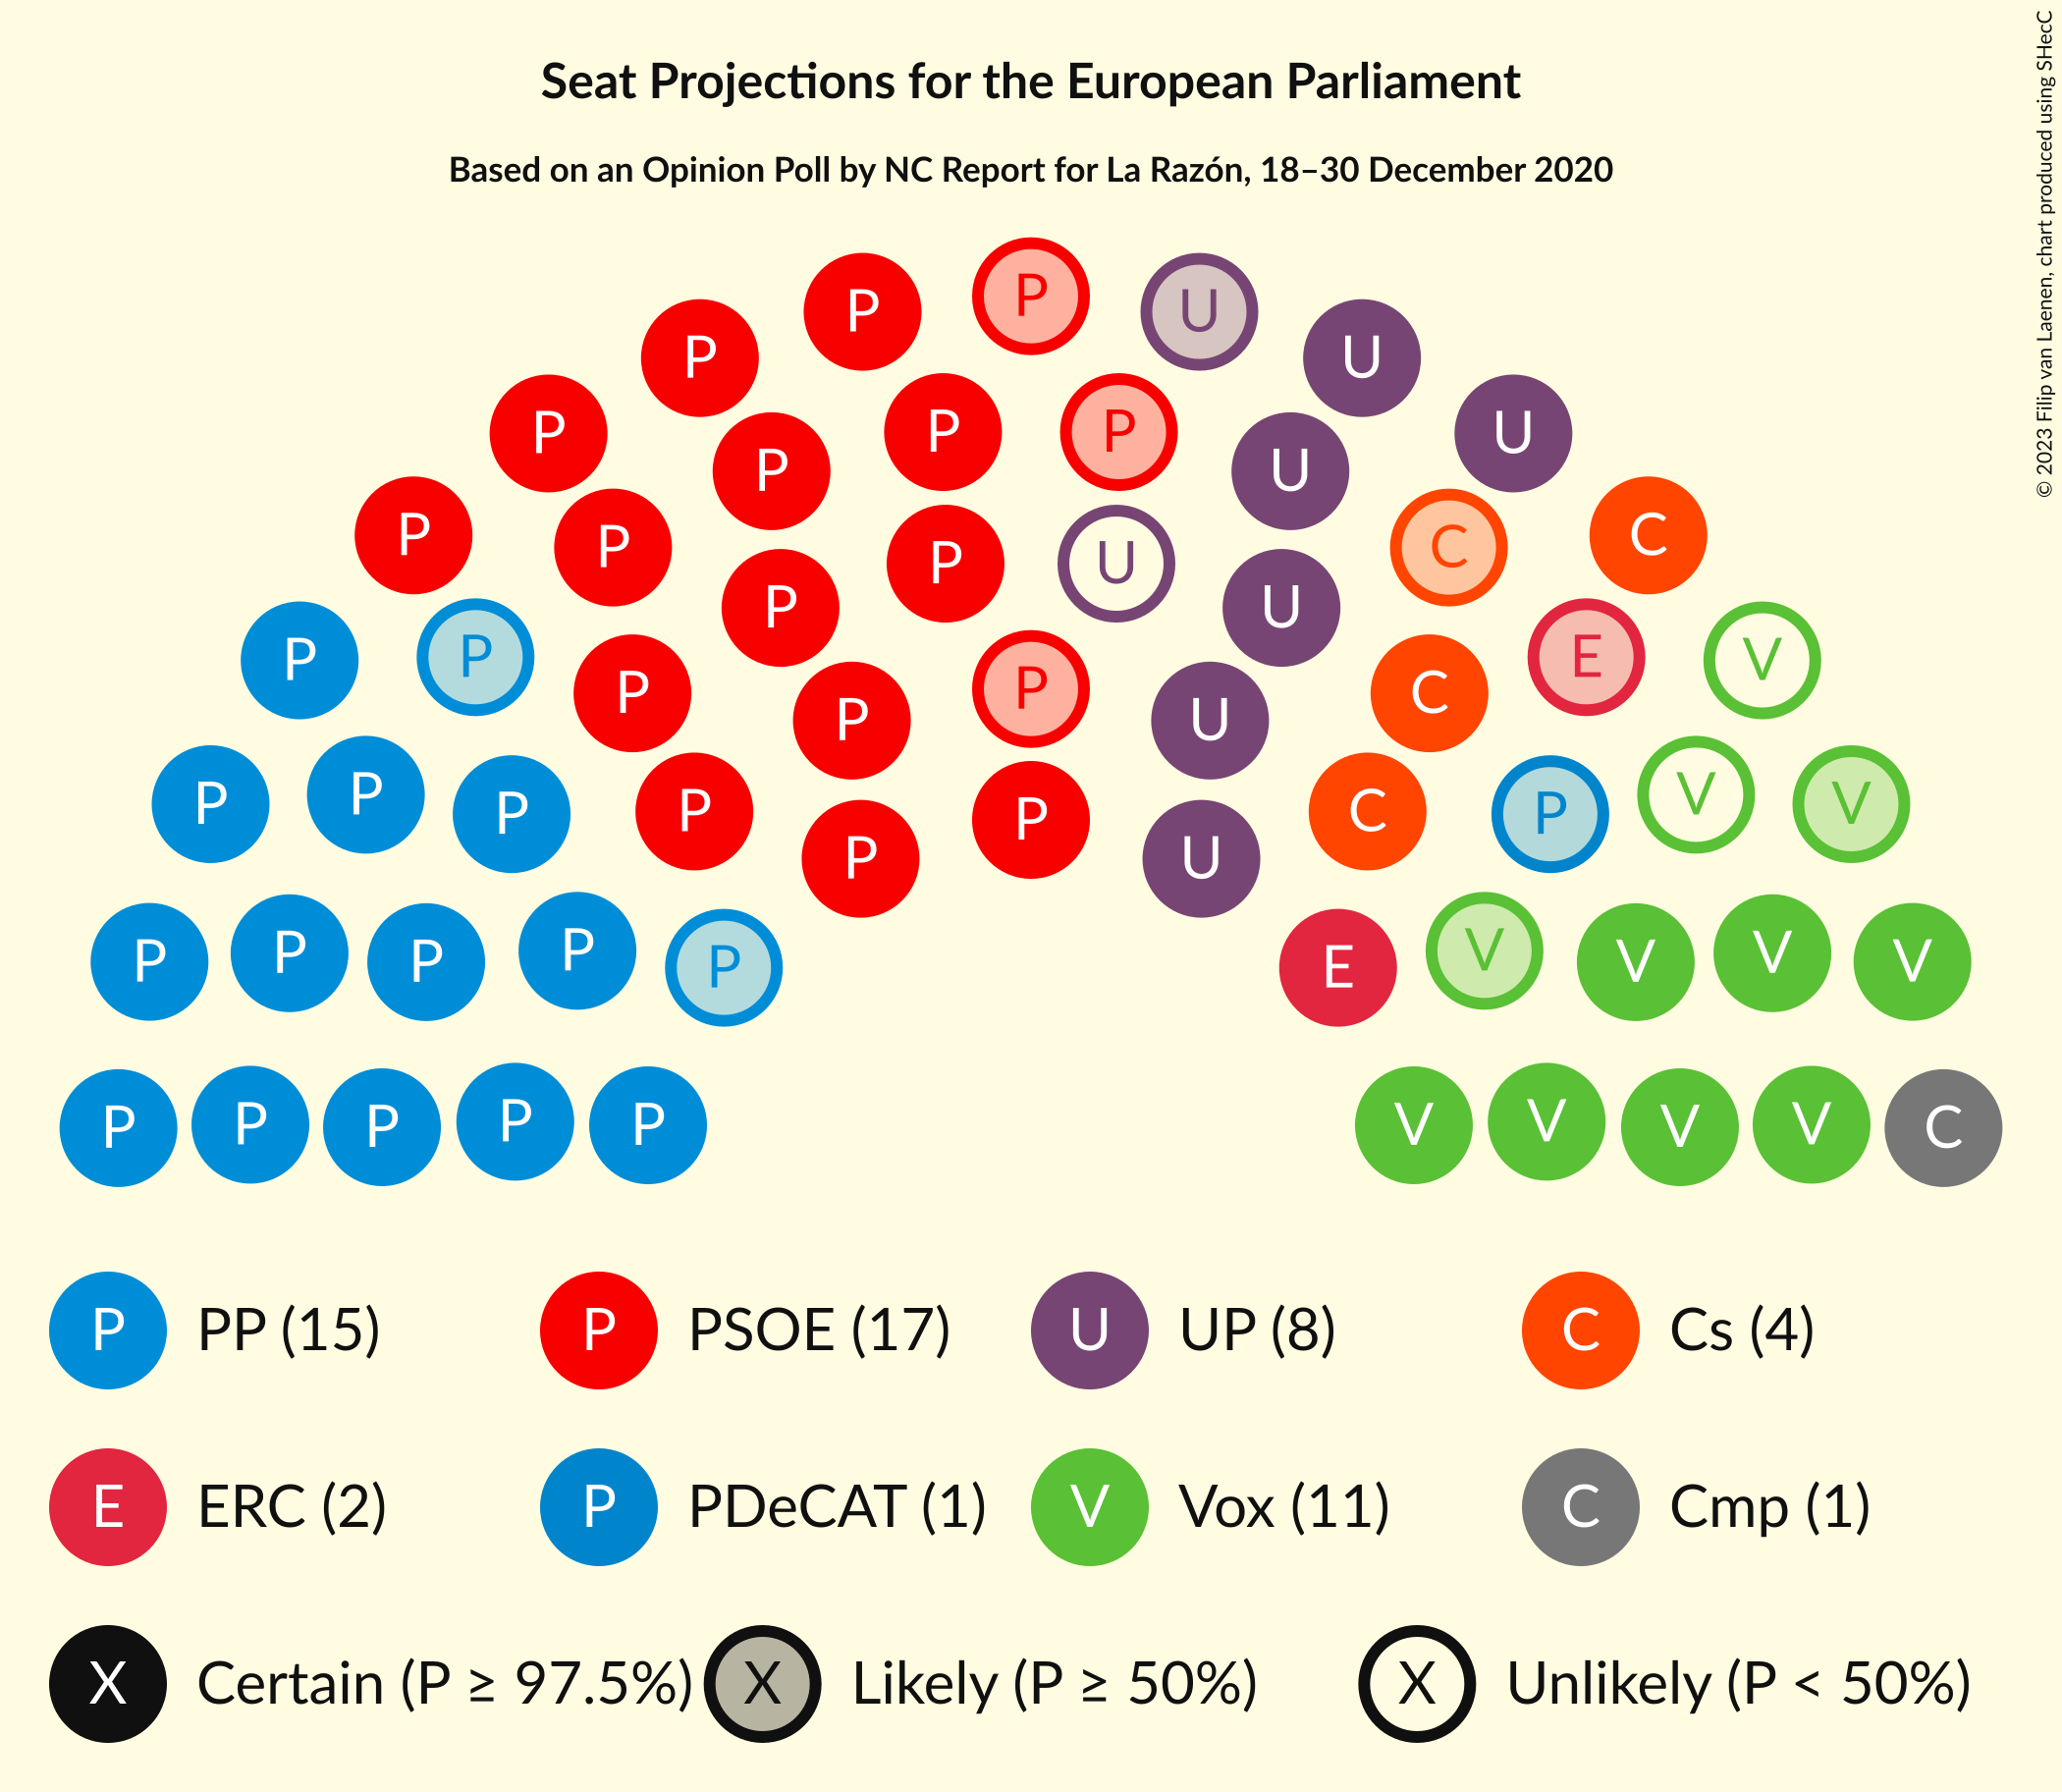 Seat Projections for the European Parliament
Based on an Opinion Poll by NC Report for La Razón, 18–30 December 2020
© 2023 Filip van Laenen, chart produced using SHecC
P
P U
P U
P P
P U
P U
P C
P C
P E
P V
P P U
P C
P P
P V
P V
P U
P P C
P P U
P E V
P P V V V
P P V
P P P P P V V V V C
P PP (15) P PSOE (17) U UP (8) C Cs (4)
E ERC (2) P PDeCAT (1) V Vox (11) C Cmp (1)
X Certain (P ≥ 97.5%) X Likely (P ≥ 50%) X Unlikely (P < 50%)